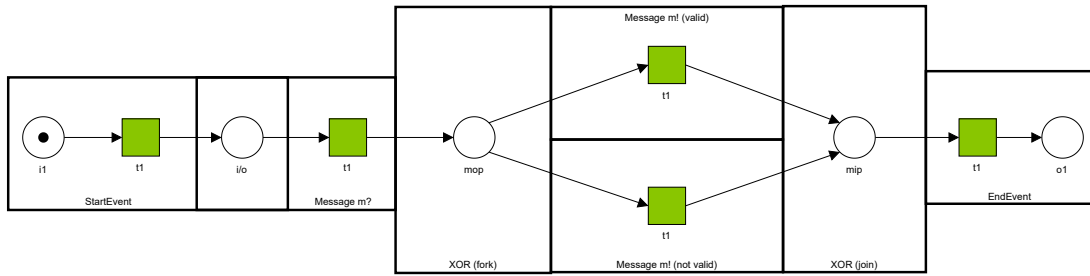 Message m! (valid)
t1
i1
t1
i/o
t1
mop
mip
t1
o1
StartEvent
Message m?
EndEvent
t1
XOR (fork)
Message m! (not valid)
XOR (join)